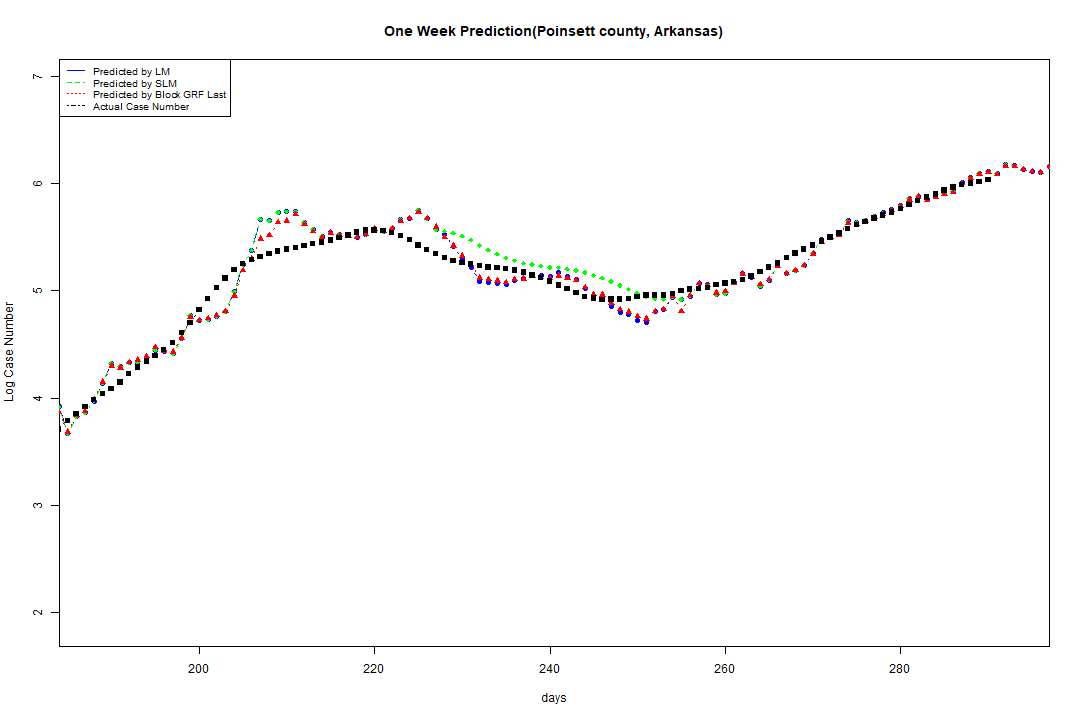 One Week Prediction(Poinsett county, Arkansas)
Predicted by LM
Predicted by SLM
Predicted by Block GRF Last
Actual Case Number
7
6
5
4
3
2
Log Case Number
200 220 240 260 280
days